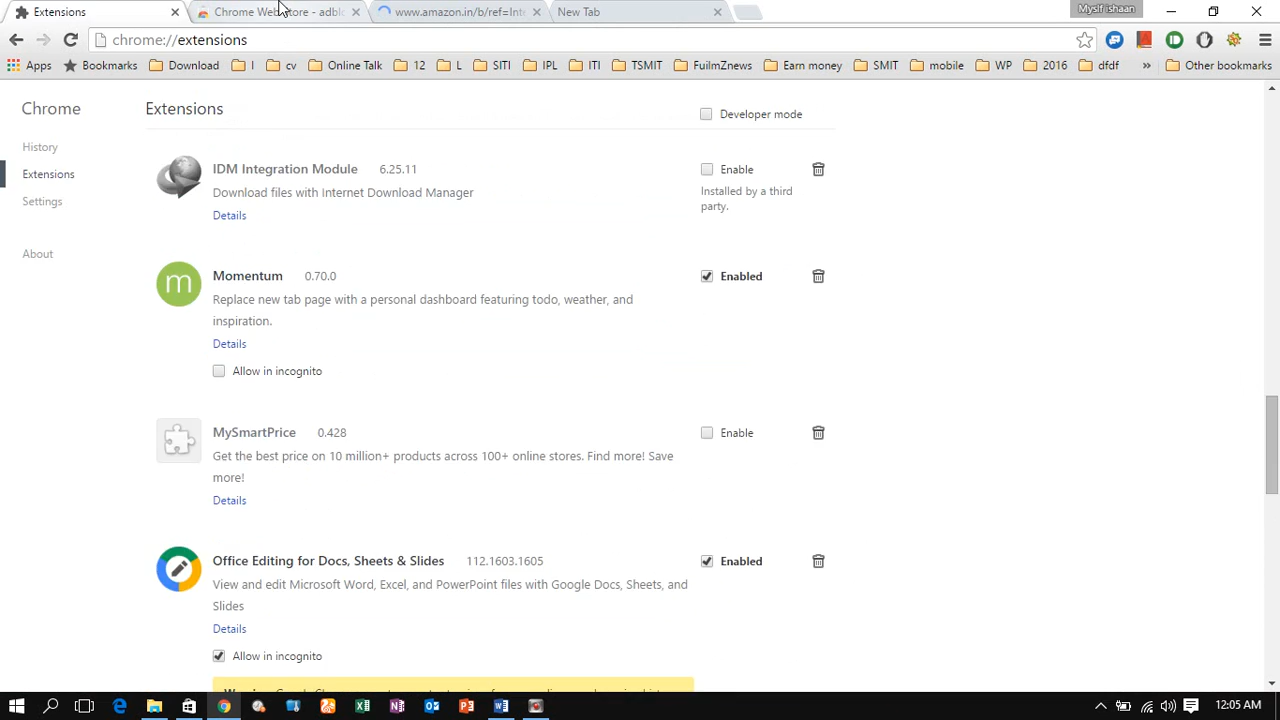 Extensions
Chrome Web Store - adblo
www.amazon.in/b/ref=Inte
New Tab
Myslf ishaan
chrome://extensions
Apps
Bookmarks
Download
I
cv
Online Talk
12
L
SITI
IPL
ITI
TSMIT
FuilmZnews
Earn money
SMIT
mobile
WP
2016
dfdf
»
Other bookmarks
Chrome
History
Extensions
Settings
About
Extensions
Developer mode
IDM Integration Module 6.25.11
Download files with Internet Download Manager
Details
Enable
Installed by a third
party.
m
Momentum 0.70.0
Replace new tab page with a personal dashboard featuring todo, weather, and
inspiration.
Details
Allow in incognito
Enabled
MySmartPrice 0.428
Get the best price on 10 million+ products across 100+ online stores. Find more! Save
more!
Details
Enable
Office Editing for Docs, Sheets & Slides 112.1603.1605
View and edit Microsoft Word, Excel, and PowerPoint files with Google Docs, Sheets, and
Slides
Details
Allow in incognito
Enabled
12:05 AM